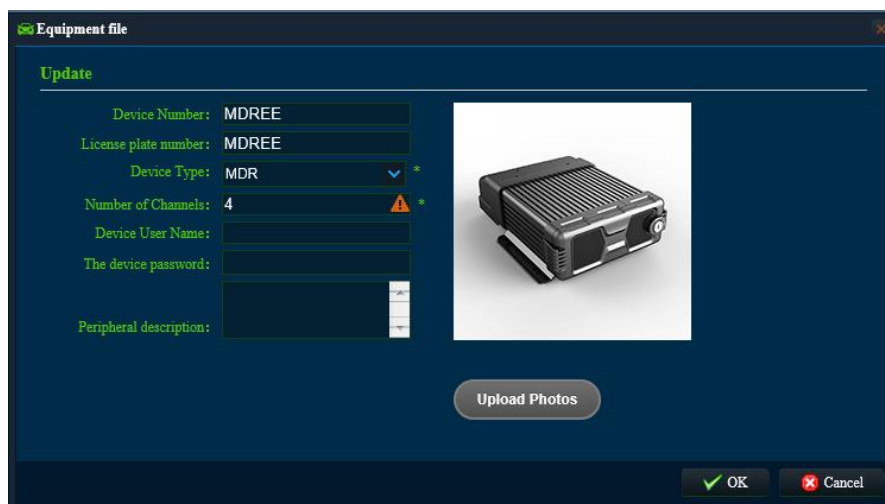 Equipment file
Update
Device Number: MDREE
License plate number: MDREE
Device Type: MDR *
Number of Channels: 4 *
Device User Name:
The device password:
Peripheral description:
Upload Photos
OK Cancel